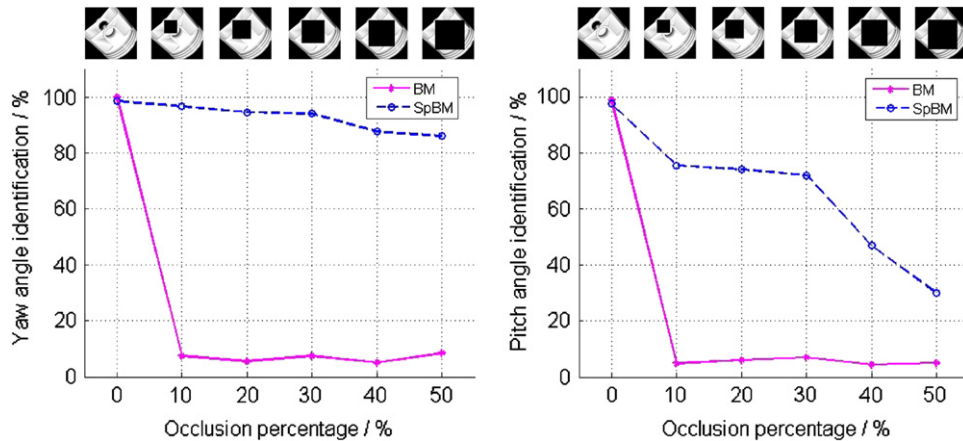 Yaw angle identification / %
100
80
60
40
20
0
BM
SpBM
0 10 20 30 40 50
Occlusion percentage / %
Pitch angle identification / %
100
80
60
40
20
0
BM
SpBM
0 10 20 30 40 50
Occlusion percentage / %